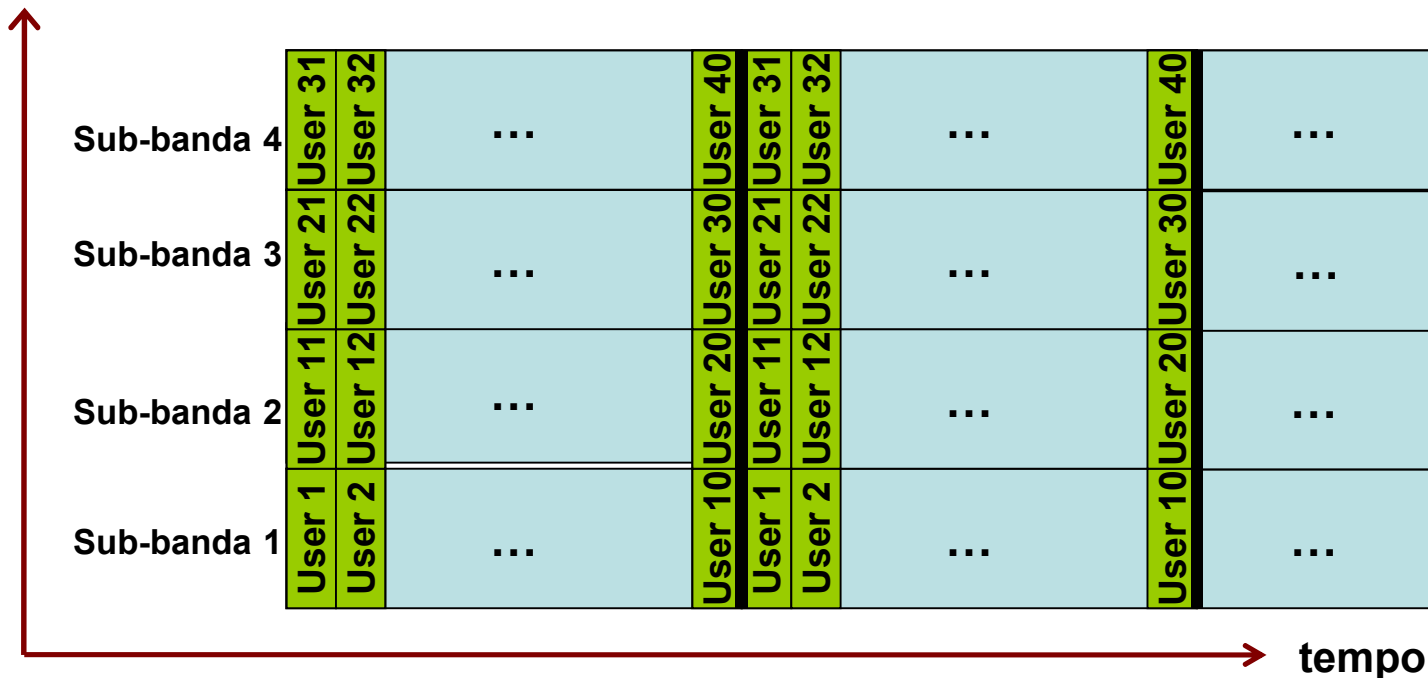 Sub-banda 4 User 31 User 32 ... User 40 User 31 User 32 ... User 40 ...
Sub-banda 3 User 21 User 22 ... User 30 User 21 User 22 ... User 30 ...
Sub-banda 2 User 11 User 12 ... User 20 User 11 User 12 ... User 20 ...
Sub-banda 1 User 1 User 2 ... User 10 User 1 User 2 ... User 10 ...
tempo